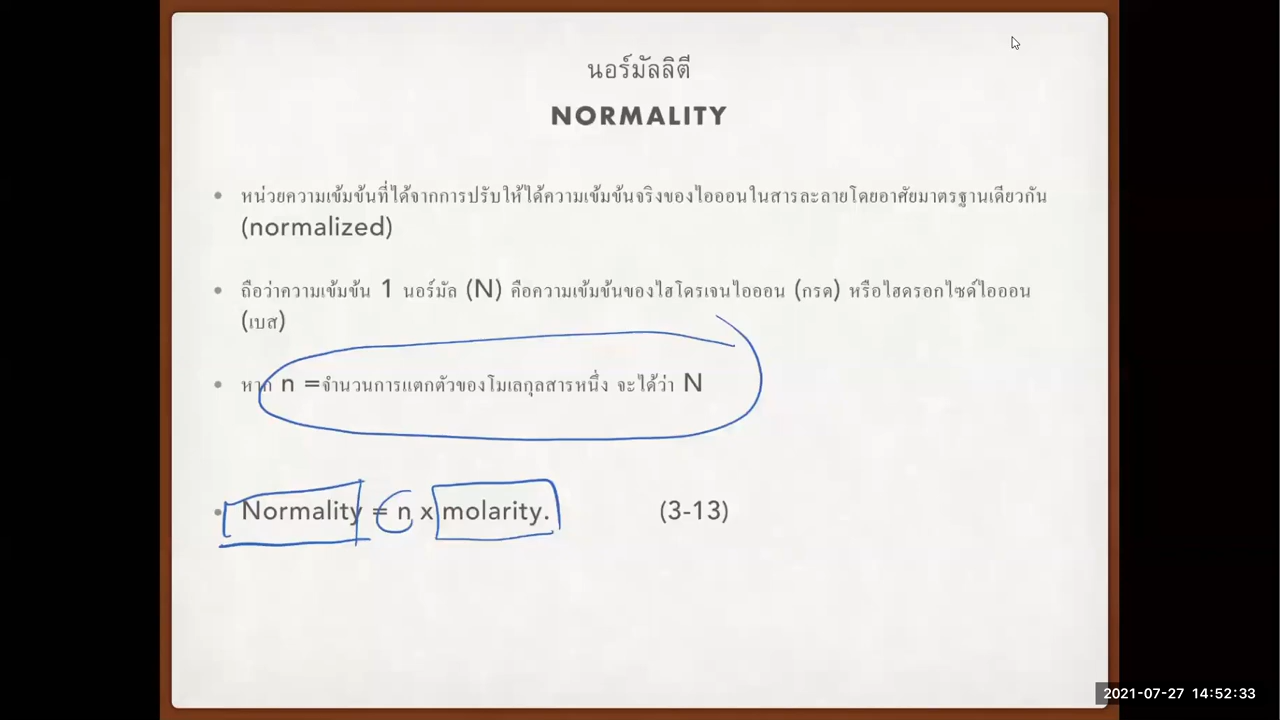 นอร์มัลลิตี
NORMALITY
• หน่วยความเข้มข้นที่ได้จากการปรับให้ได้ความเข้มข้นจริงของไอออนในสารละลายโดยอาศัยมาตรฐานเดียวกัน
(normalized)
• ถือว่าความเข้มข้น 1 นอร์มัล (N) คือความเข้มข้นของไฮโดรเจนไอออน (กรด) หรือไฮดรอกไซด์ไอออน
(เบส)
• หาก n =จำนวนการแตกตัวของโมเลกุลสารหนึ่ง จะได้ว่า N
• Normality = n x molarity. (3-13)
2021-07-27 14:52:33